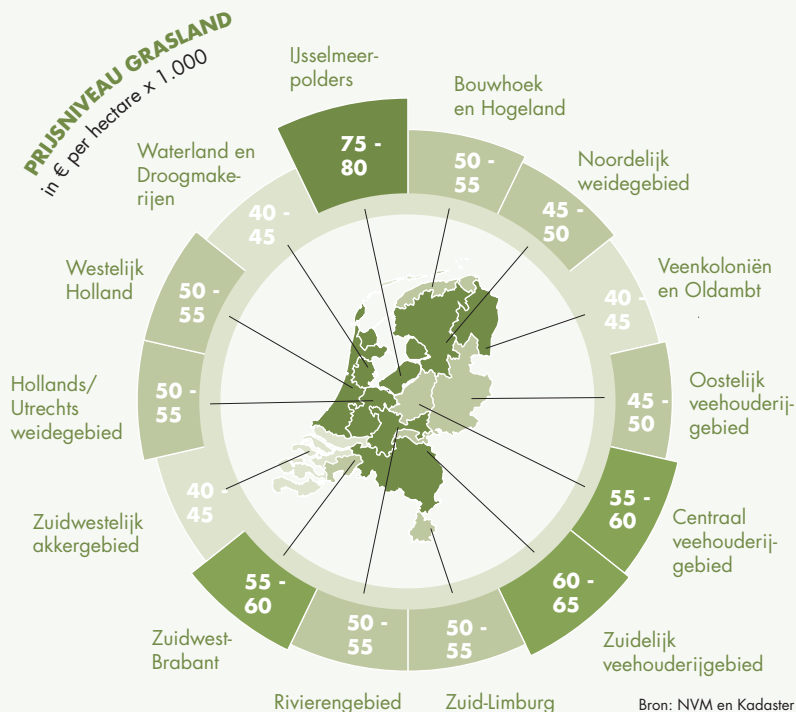 PRIJSNIVEAU GRASLAND
in € per hectare x 1.000
IJsselmeer-
polders
75 -
80
Bouwhoek
en Hogeland
50 -
55
Noordelijk
weidegebied
45 -
50
Veenkoloniën
en Oldambt
40 -
45
Oostelijk
veehouderij-
gebied
45 -
50
Centraal
veehouderij-
gebied
55 -
60
Zuidelijk
veehouderijgebied
60 -
65
Zuid-Limburg
50 -
55
Rivierengebied
50 -
55
Zuidwest-
Brabant
55 -
60
Zuidwestelijk
akkergebied
40 -
45
Hollands/
Utrechts
weidegebied
50 -
55
Westelijk
Holland
50 -
55
Waterland en
Droogmake-
rijen
40 -
45
Bron: NVM en Kadaster